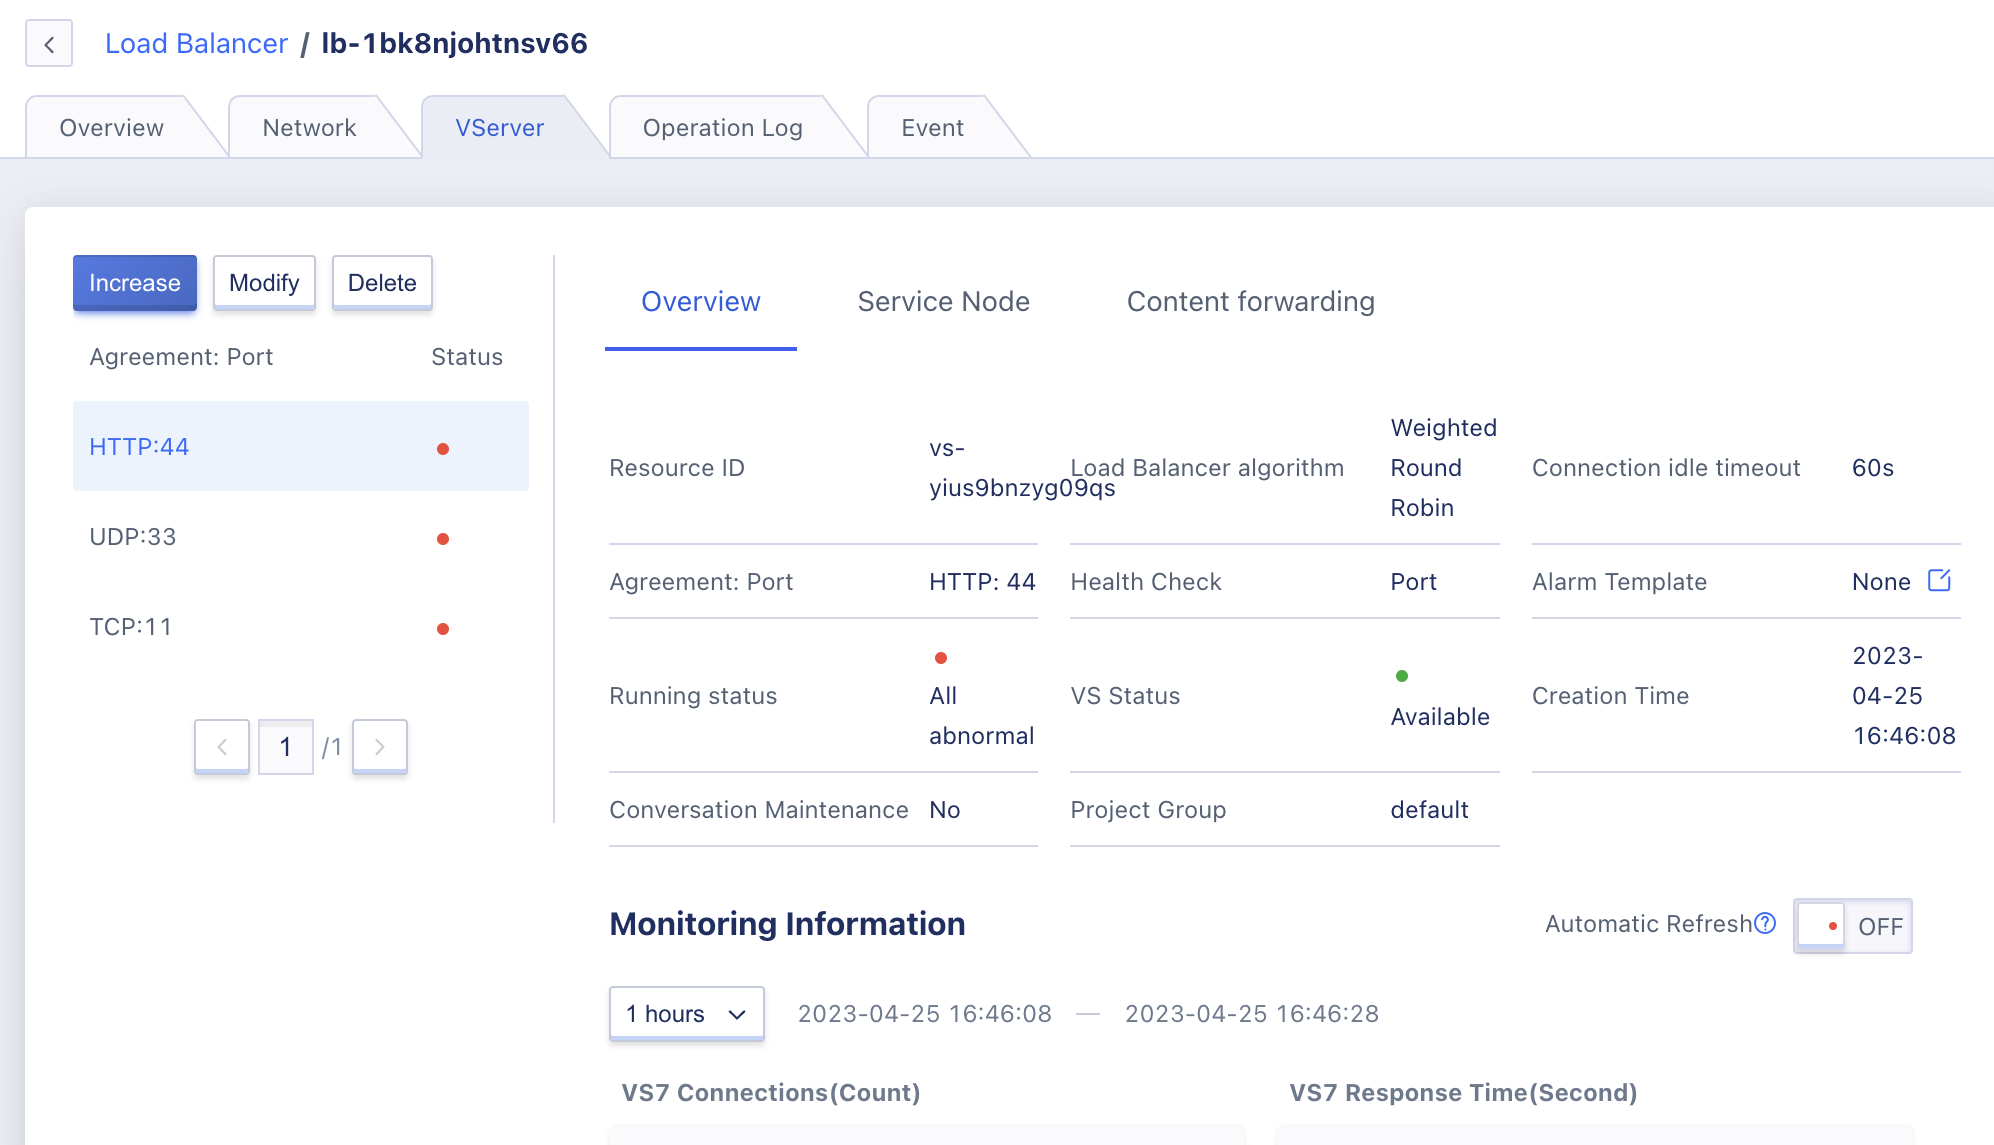 Load Balancer / lb-1bk8njohtnsv66
Overview
Network
VServer
Operation Log
Event
Increase
Modify
Delete
Agreement: Port
Status
HTTP:44
UDP:33
TCP:11
1 /1
Overview
Service Node
Content forwarding
Resource ID
vs-
yius9bnzyg09qs
Load Balancer algorithm
Weighted
Round
Robin
Connection idle timeout
60s
Agreement: Port
HTTP: 44
Health Check
Port
Alarm Template
None
Running status
All
abnormal
VS Status
Available
Creation Time
2023-
04-25
16:46:08
Conversation Maintenance
No
Project Group
default
Monitoring Information
Automatic Refresh
OFF
1 hours
2023-04-25 16:46:08 — 2023-04-25 16:46:28
VS7 Connections(Count)
VS7 Response Time(Second)